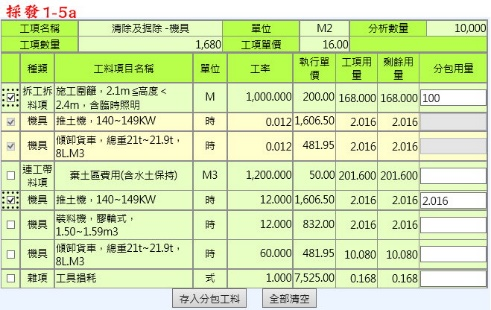 採發1-5a
工項名稱 清除及掘除-機具 單位 M2 分析數量 10,000
工項數量 1,680 工項單價 16.00
種類 工料項目名稱 單位 工率 執行單價 工項用量 剩餘用量 分包用量
拆工拆料項 施工圍籬，2.1m≦高度＜2.4m，含臨時照明 M 1,000.000 200.00 168.000 168.000 100
機具 推土機，140~149KW 時 0.012 1,606.50 2.016 2.016
機具 傾卸貨車，總重21t~21.9t，8L.M3 時 0.012 481.95 2.016 2.016
連工帶料項 棄土區費用(含水土保持) M3 1,200.000 50.00 201.600 201.600
機具 推土機，140~149KW 時 12.000 1,606.50 2.016 2.016 2.016
機具 裝料機，膠輪式，1.50~1.59m3 時 12.000 832.00 2.016 2.016
機具 傾卸貨車，總重21t~21.9t，8L.M3 時 60.000 481.95 10.080 10.080
雜項 工具損耗 式 1.000 7,525.00 0.168 0.168
存入分包工料 全部清空